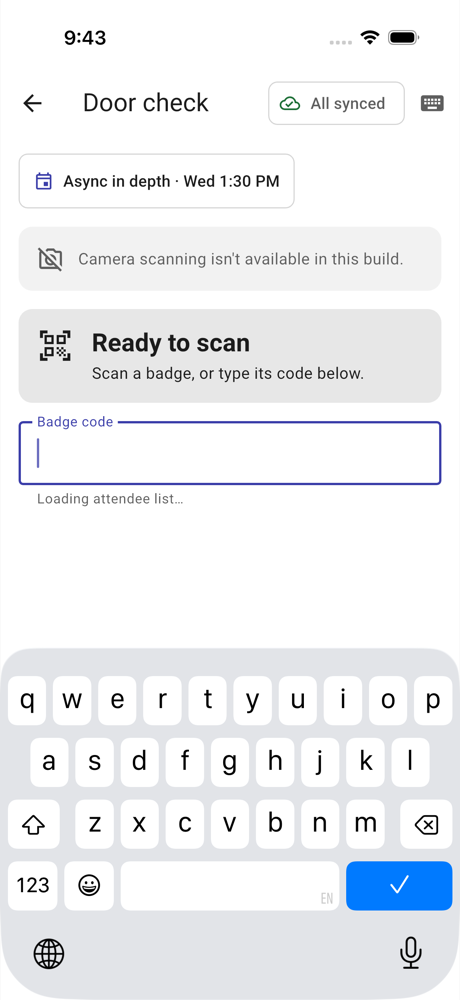 9:43
Door check
All synced
Async in depth · Wed 1:30 PM
Camera scanning isn't available in this build.
Ready to scan
Scan a badge, or type its code below.
Badge code
Loading attendee list…
q w e r t y u i o p
a s d f g h j k l
z x c v b n m
123
EN